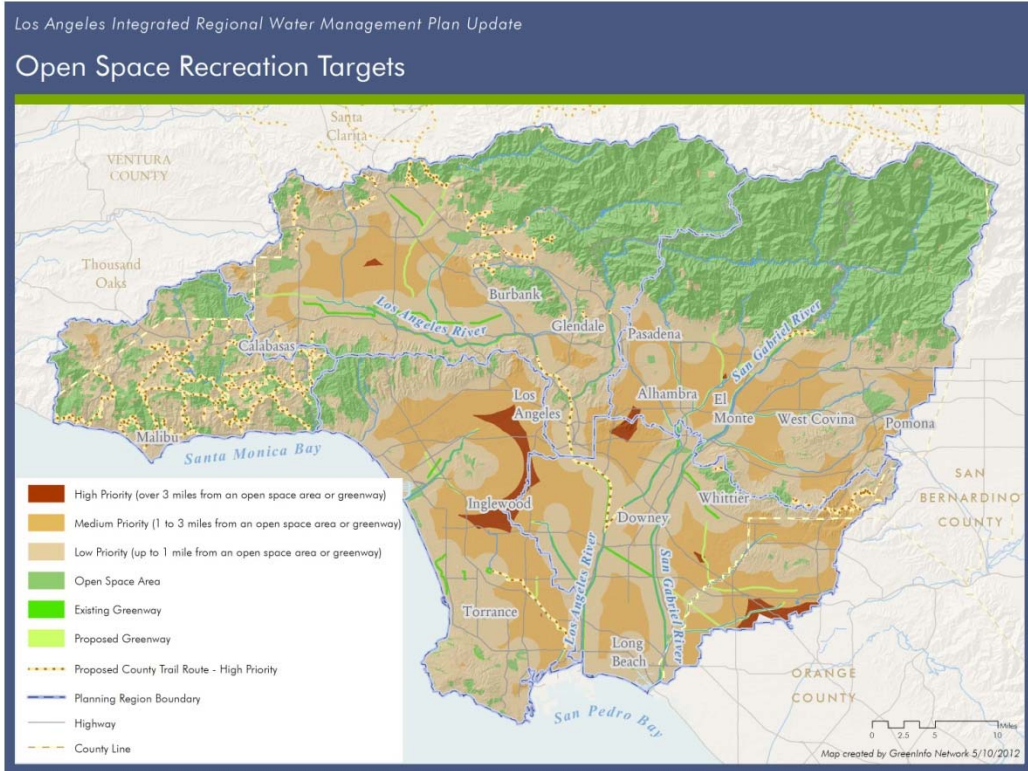 Los Angeles Integrated Regional Water Management Plan Update
Open Space Recreation Targets
Santa
Clarita
VENTURA
COUNTY
Thousand
Oaks
Burbank
Los Angeles River
Glendale
Pasadena
San Gabriel River
Calabasas
Los
Angeles
Alhambra
El
Monte
West Covina
Pomona
Malibu
Santa Monica Bay
SAN
BERNARDINO
COUNTY
Whittier
Inglewood
Downey
Los Angeles River
San Gabriel River
Torrance
Long
Beach
ORANGE
COUNTY
San Pedro Bay
High Priority (over 3 miles from an open space area or greenway)
Medium Priority (1 to 3 miles from an open space area or greenway)
Low Priority (up to 1 mile from an open space area or greenway)
Open Space Area
Existing Greenway
Proposed Greenway
Proposed County Trail Route - High Priority
Planning Region Boundary
Highway
County Line
Miles
0 2.5 5 10
Map created by GreenInfo Network 5/10/2012